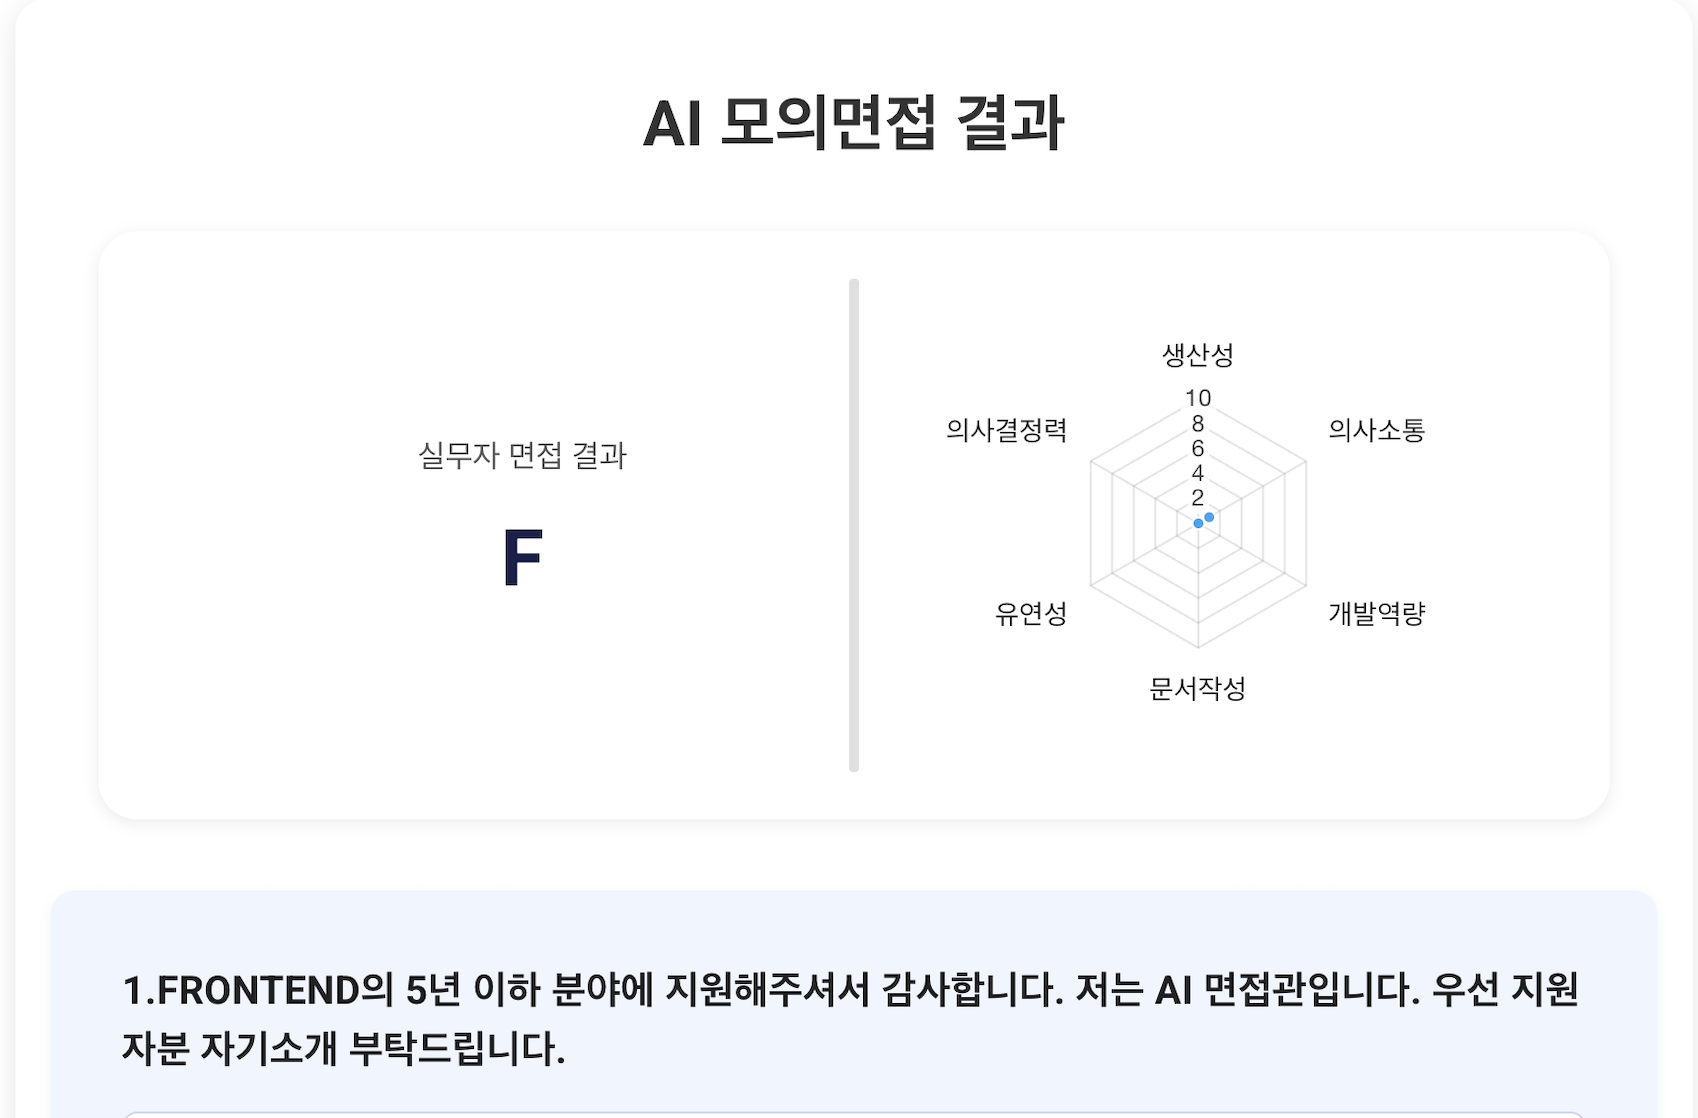 AI 모의면접 결과
실무자 면접 결과
F
생산성
10
8
6
4
2
의사결정력
의사소통
유연성
개발역량
문서작성
1.FRONTEND의 5년 이하 분야에 지원해주셔서 감사합니다. 저는 AI 면접관입니다. 우선 지원
자분 자기소개 부탁드립니다.